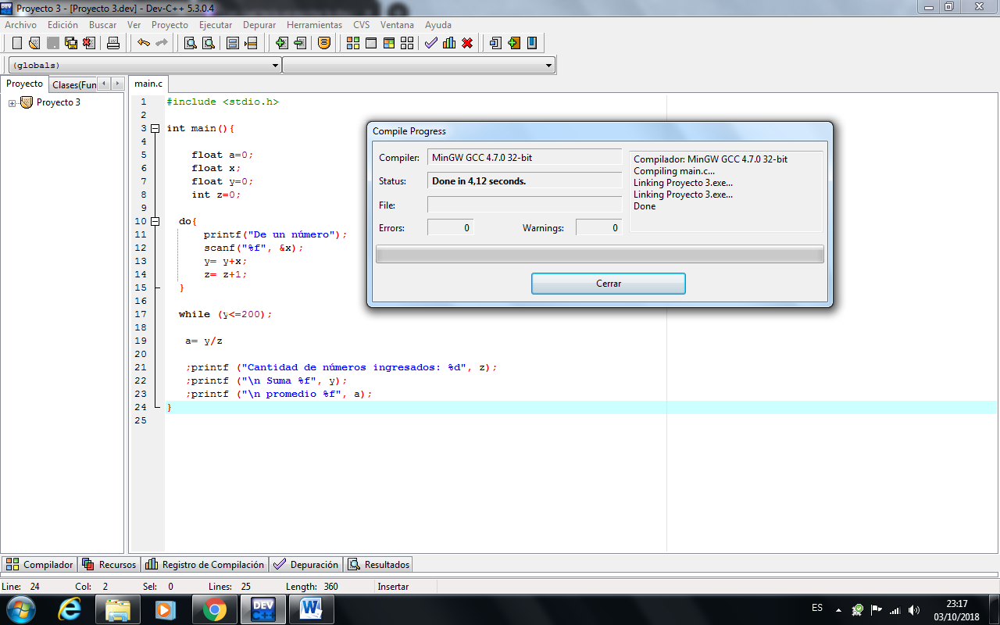 Proyecto 3 - [Proyecto 3.dev] - Dev-C++ 5.3.0.4
Archivo Edición Buscar Ver Proyecto Ejecutar Depurar Herramientas CVS Ventana Ayuda
(globals)
Proyecto Clases(Fun
main.c
Proyecto 3
1 #include <stdio.h>
2
3 int main(){
4
5 float a=0;
6 float x;
7 float y=0;
8 int z=0;
9
10 do{
11 printf("De un número");
12 scanf("%f", &x);
13 y= y+x;
14 z= z+1;
15 }
16
17 while (y<=200);
18
19 a= y/z
20
21 ;printf ("Cantidad de números ingresados: %d", z);
22 ;printf ("\n Suma %f", y);
23 ;printf ("\n promedio %f", a);
24 }
25
Compile Progress
Compiler: MinGW GCC 4.7.0 32-bit
Status: Done in 4,12 seconds.
File:
Errors: 0 Warnings: 0
Compilador: MinGW GCC 4.7.0 32-bit
Compiling main.c...
Linking Proyecto 3.exe...
Linking Proyecto 3.exe...
Done
Cerrar
Compilador Recursos Registro de Compilación Depuración Resultados
Line: 24 Col: 2 Sel: 0 Lines: 25 Length: 360 Insertar
DEV C++
W
ES
23:17
03/10/2018